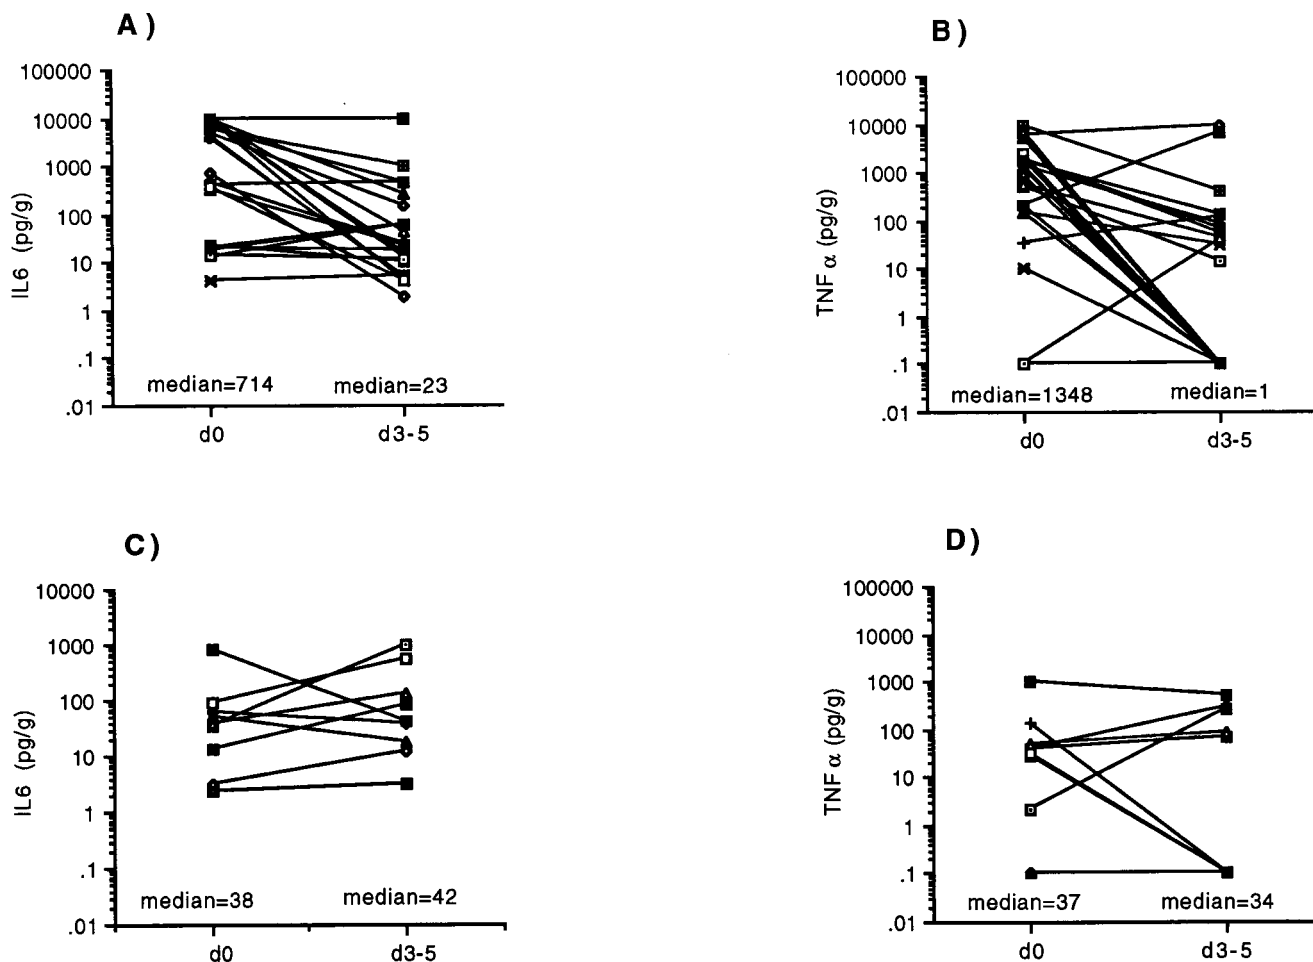 A)
100000
10000
1000
100
10
1
.1
.01
IL6 (pg/g)
median=714
median=23
d0
d3-5
B)
100000
10000
1000
100
10
1
.1
.01
TNF α (pg/g)
median=1348
median=1
d0
d3-5
C)
10000
1000
100
10
1
.1
.01
IL6 (pg/g)
median=38
median=42
d0
d3-5
D)
100000
10000
1000
100
10
1
.1
.01
TNF α (pg/g)
median=37
median=34
d0
d3-5